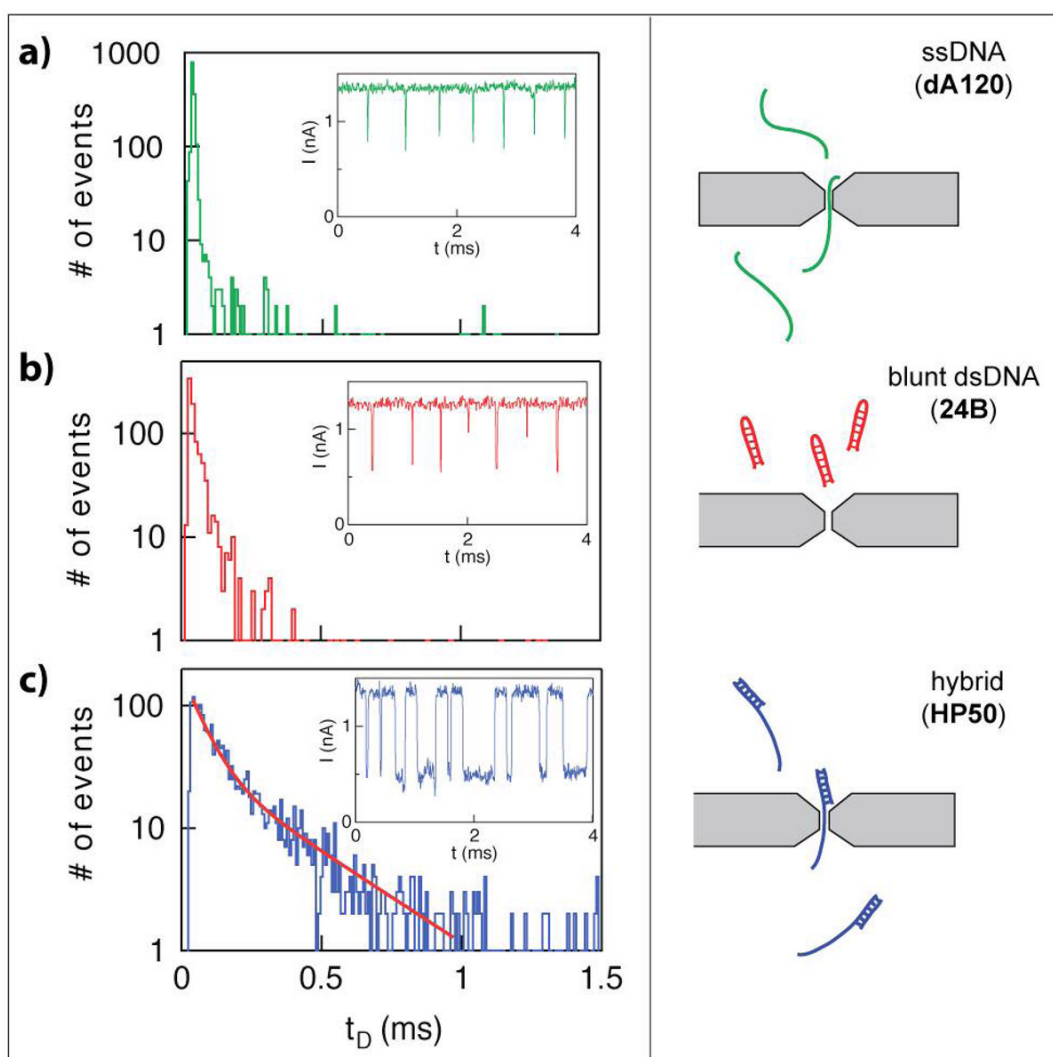 a)
1000
100
10
1
# of events
I (nA)
1
0
0
2
4
t (ms)
ssDNA
(dA120)
b)
100
10
1
# of events
I (nA)
1
0
0
2
4
t (ms)
blunt dsDNA
(24B)
c)
100
10
1
# of events
I (nA)
1
0
0
2
4
t (ms)
hybrid
(HP50)
0
0.5
1
1.5
tD (ms)